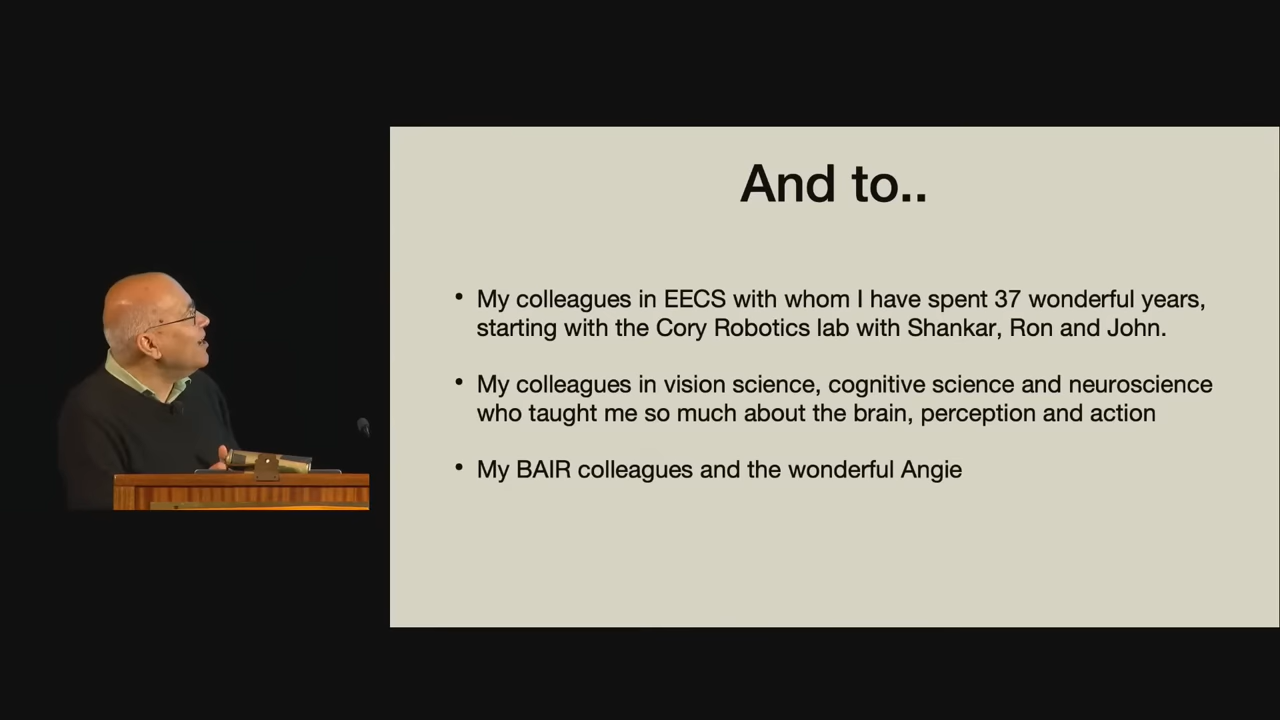 And to..
• My colleagues in EECS with whom I have spent 37 wonderful years,
starting with the Cory Robotics lab with Shankar, Ron and John.
• My colleagues in vision science, cognitive science and neuroscience
who taught me so much about the brain, perception and action
• My BAIR colleagues and the wonderful Angie